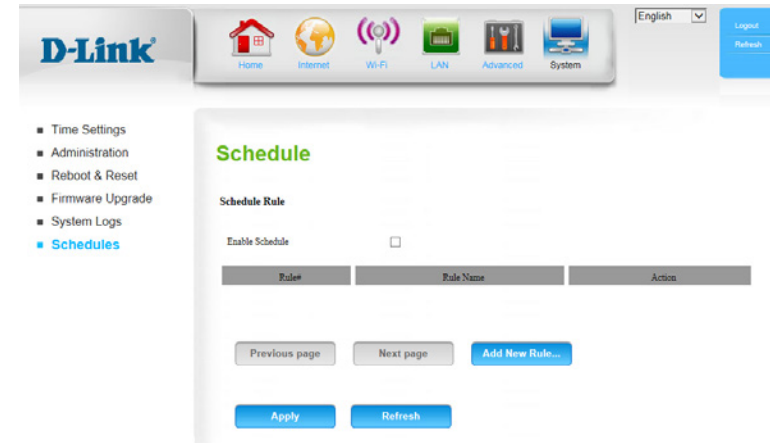 English
Logout
Refresh
D-Link
Home
Internet
Wi-Fi
LAN
Advanced
System
Time Settings
Administration
Reboot & Reset
Firmware Upgrade
System Logs
Schedules
Schedule
Schedule Rule
Enable Schedule
Rule# Rule Name Action
Previous page Next page Add New Rule...
Apply Refresh